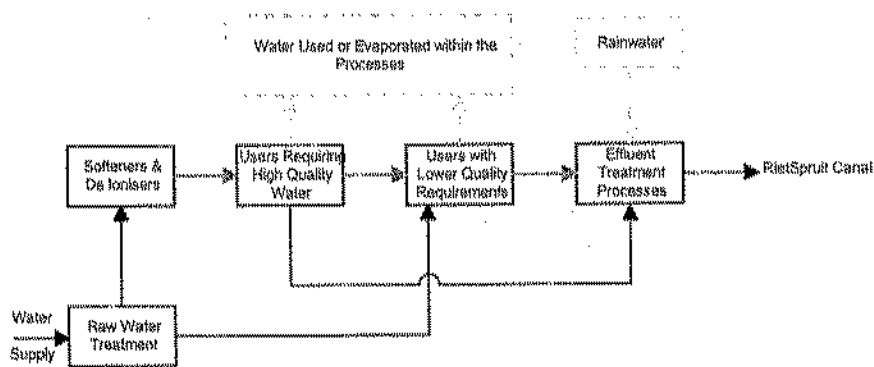 Water Used or Evaporated within the
Processes
Rainwater
Softeners &
De Ionisers
Users Requiring
High Quality
Water
Users with
Lower Quality
Requirements
Effluent
Treatment
Processes
RietSpruit Canal
Water
Supply
Raw Water
Treatment